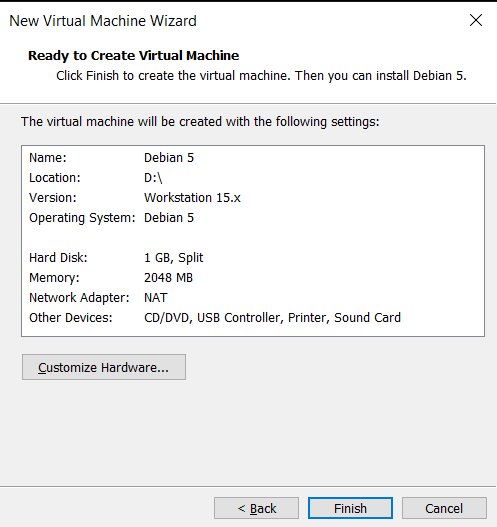 New Virtual Machine Wizard
Ready to Create Virtual Machine
Click Finish to create the virtual machine. Then you can install Debian 5.
The virtual machine will be created with the following settings:
Name: Debian 5
Location: D:\
Version: Workstation 15.x
Operating System: Debian 5
Hard Disk: 1 GB, Split
Memory: 2048 MB
Network Adapter: NAT
Other Devices: CD/DVD, USB Controller, Printer, Sound Card
Customize Hardware...
< Back Finish Cancel